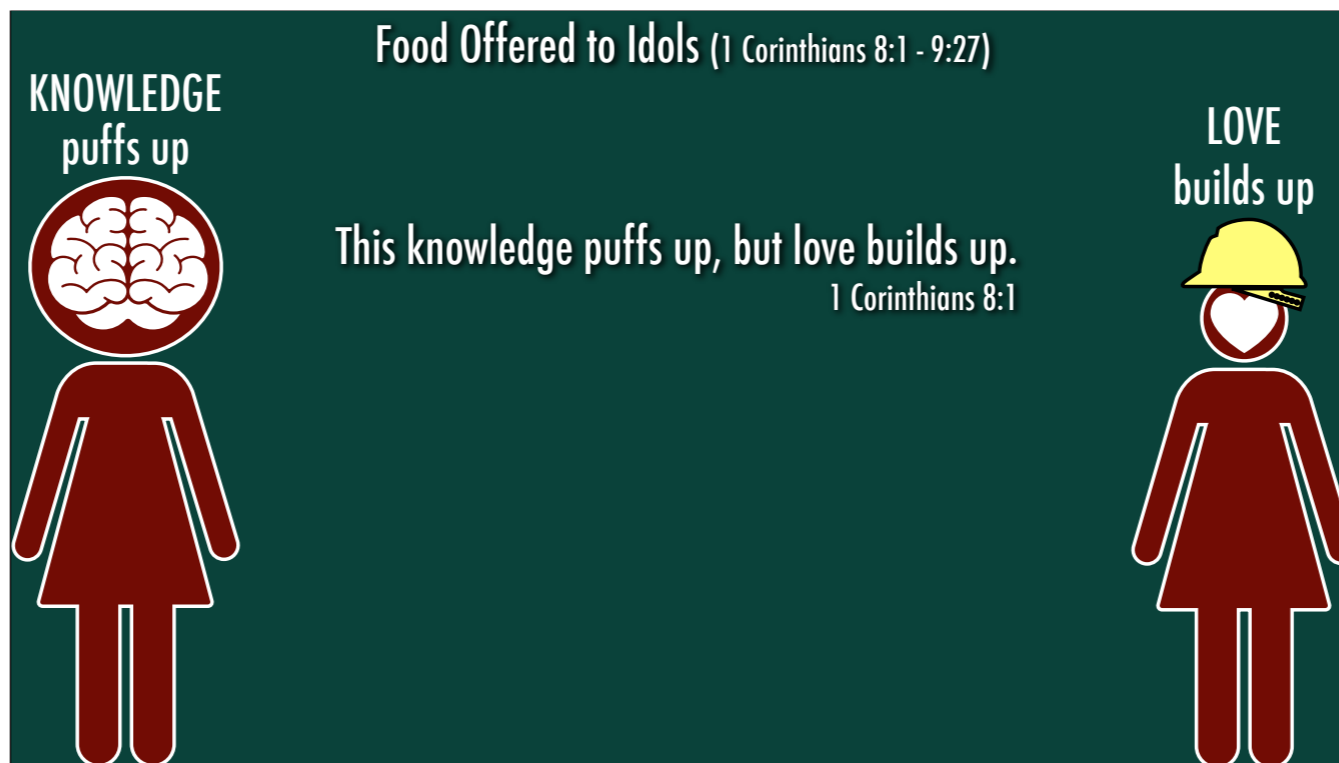 Food Offered to Idols (1 Corinthians 8:1 - 9:27)
KNOWLEDGE
puffs up
LOVE
builds up
This knowledge puffs up, but love builds up.
1 Corinthians 8:1